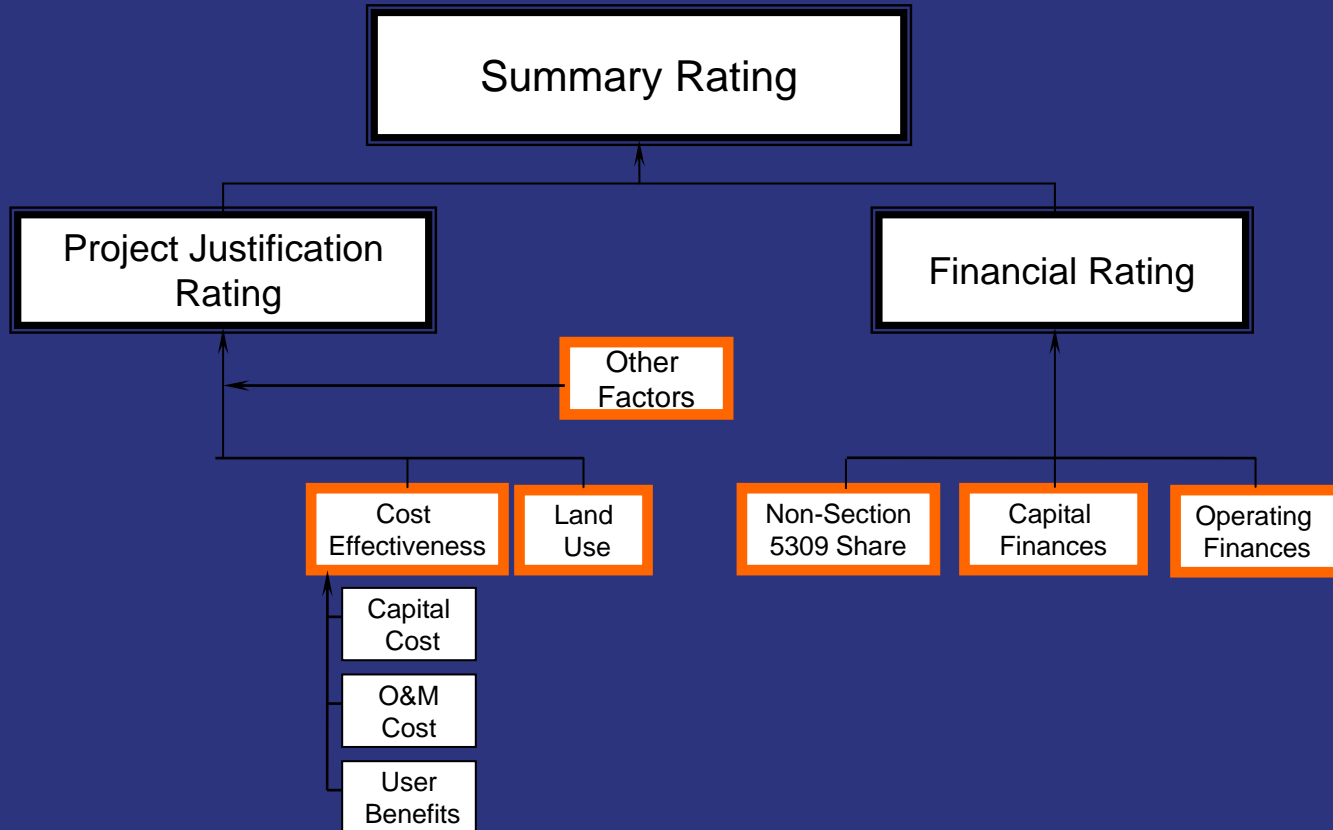 Summary Rating
Project Justification
Rating
Financial Rating
Other
Factors
Cost
Effectiveness
Land
Use
Non-Section
5309 Share
Capital
Finances
Operating
Finances
Capital
Cost
O&M
Cost
User
Benefits